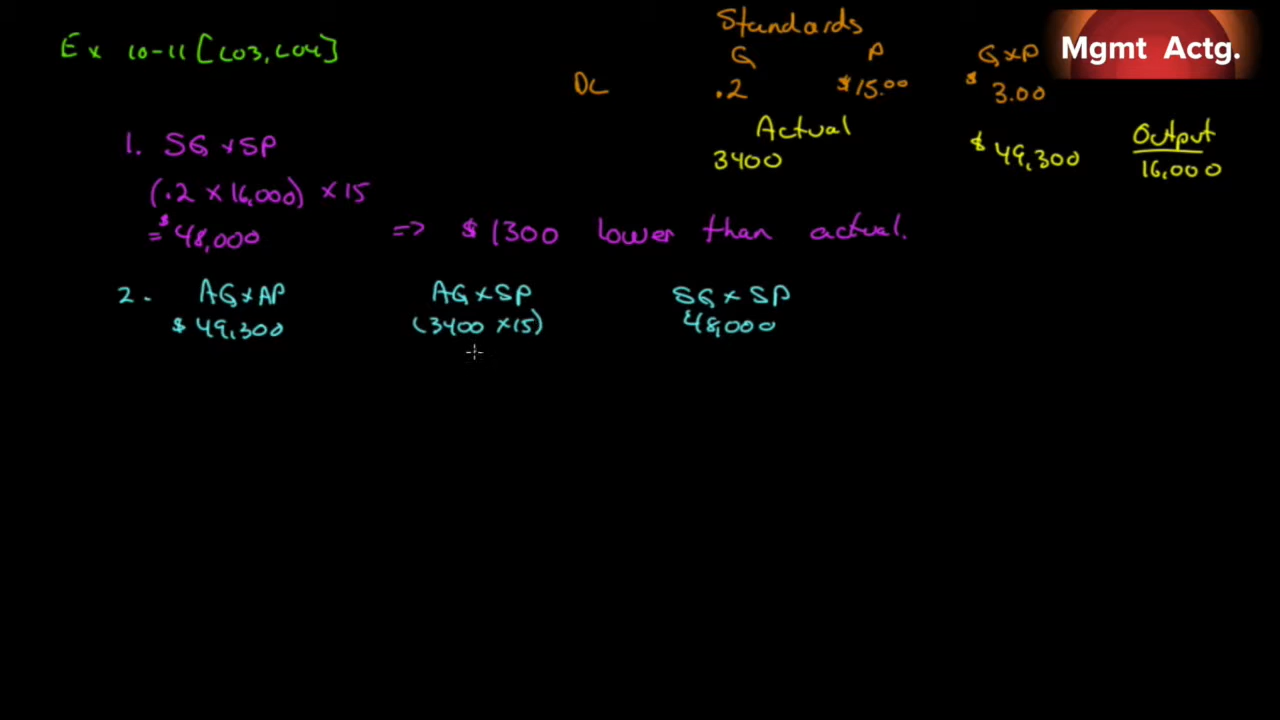 Standards
Mgmt Actg.
Ex 10-11 [LO3, LO4]
Q P Q x P
DL .2 $15.00 $3.00
Actual
3400 $49,300
Output
16,000
1. SQ x SP
(.2 x 16,000) x 15
= $48,000 => $1300 lower than actual.
2. AQ x AP AQ x SP SQ x SP
$49,300 (3400 x 15) 48,000